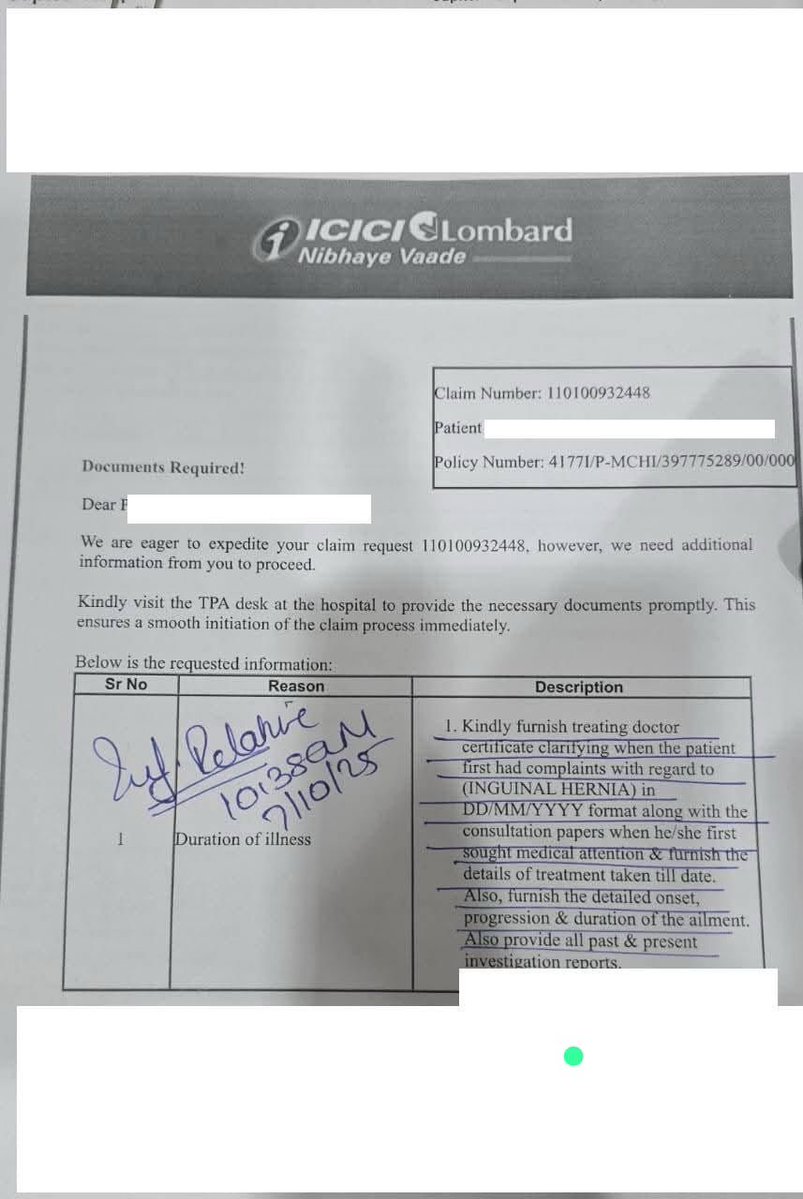 ICICI Lombard
Nibhaye Vaade
Claim Number: 110100932448
Patient
Policy Number: 4177I/P-MCHI/397775289/00/000
Documents Required!
Dear
We are eager to expedite your claim request 110100932448, however, we need additional
information from you to proceed.
Kindly visit the TPA desk at the hospital to provide the necessary documents promptly. This
ensures a smooth initiation of the claim process immediately.
Below is the requested information:
Sr No Reason Description
Inf. Relative
10:38 AM
7/10/25
1 Duration of illness
1. Kindly furnish treating doctor
certificate clarifying when the patient
first had complaints with regard to
(INGUINAL HERNIA) in
DD/MM/YYYY format along with the
consultation papers when he/she first
sought medical attention & furnish the
details of treatment taken till date.
Also, furnish the detailed onset,
progression & duration of the ailment.
Also provide all past & present
investigation reports.